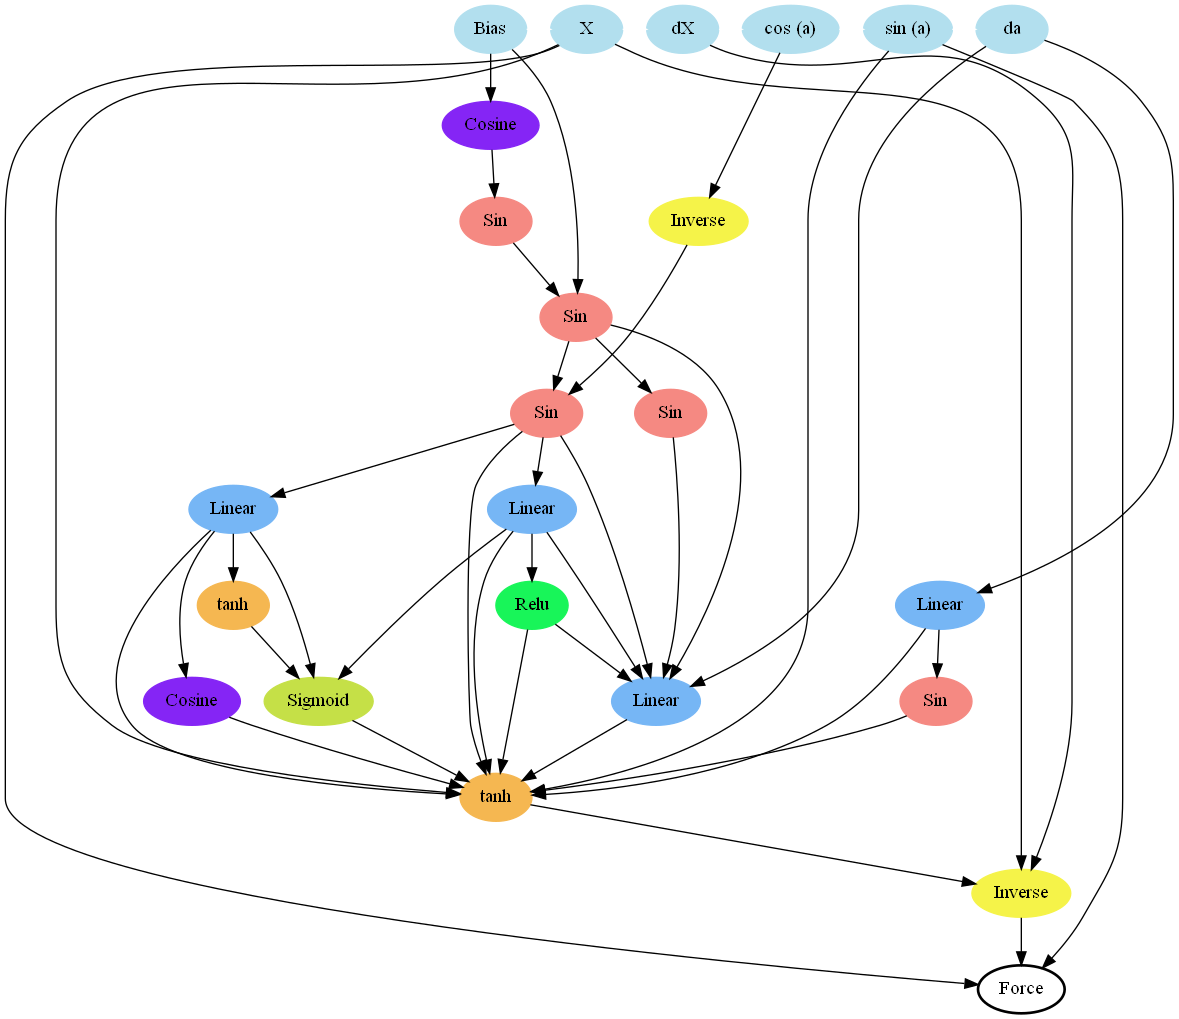 Bias X dX cos (a) sin (a) da
Cosine
Sin Inverse
Sin
Sin Sin
Linear Linear
tanh Relu Linear
Cosine Sigmoid Linear Sin
tanh
Inverse
Force